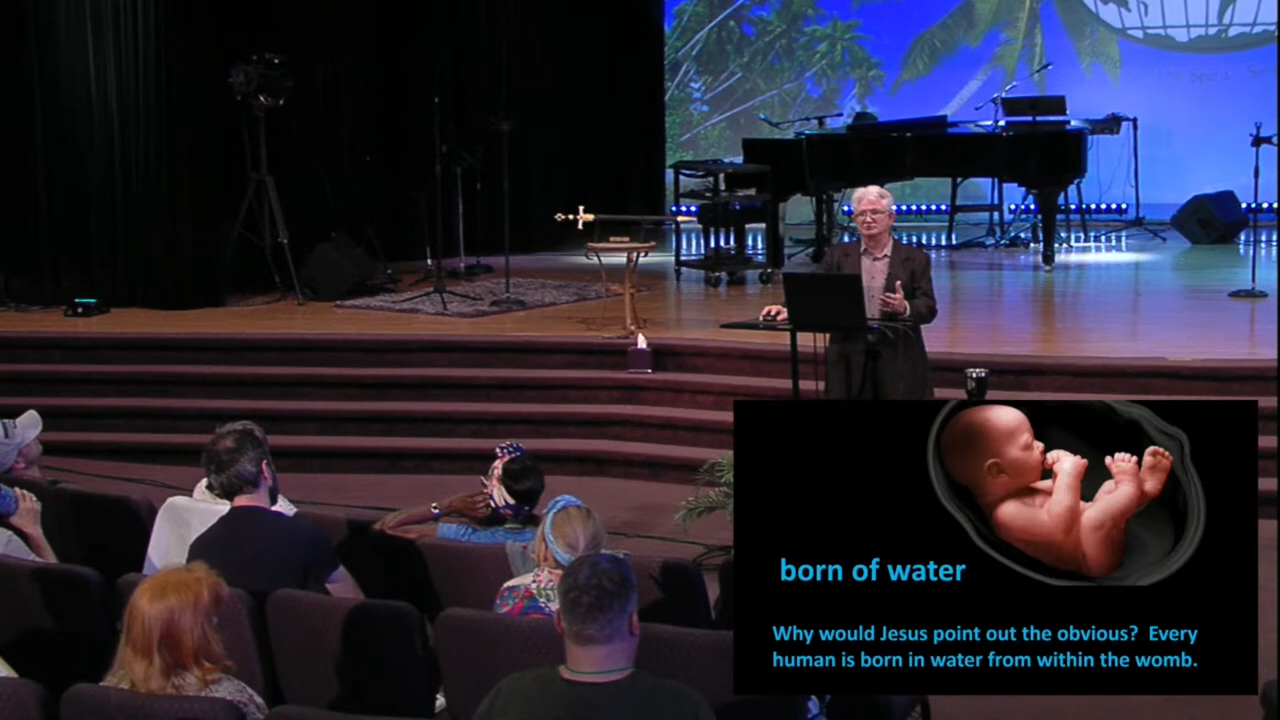 born of water
Why would Jesus point out the obvious?  Every
human is born in water from within the womb.